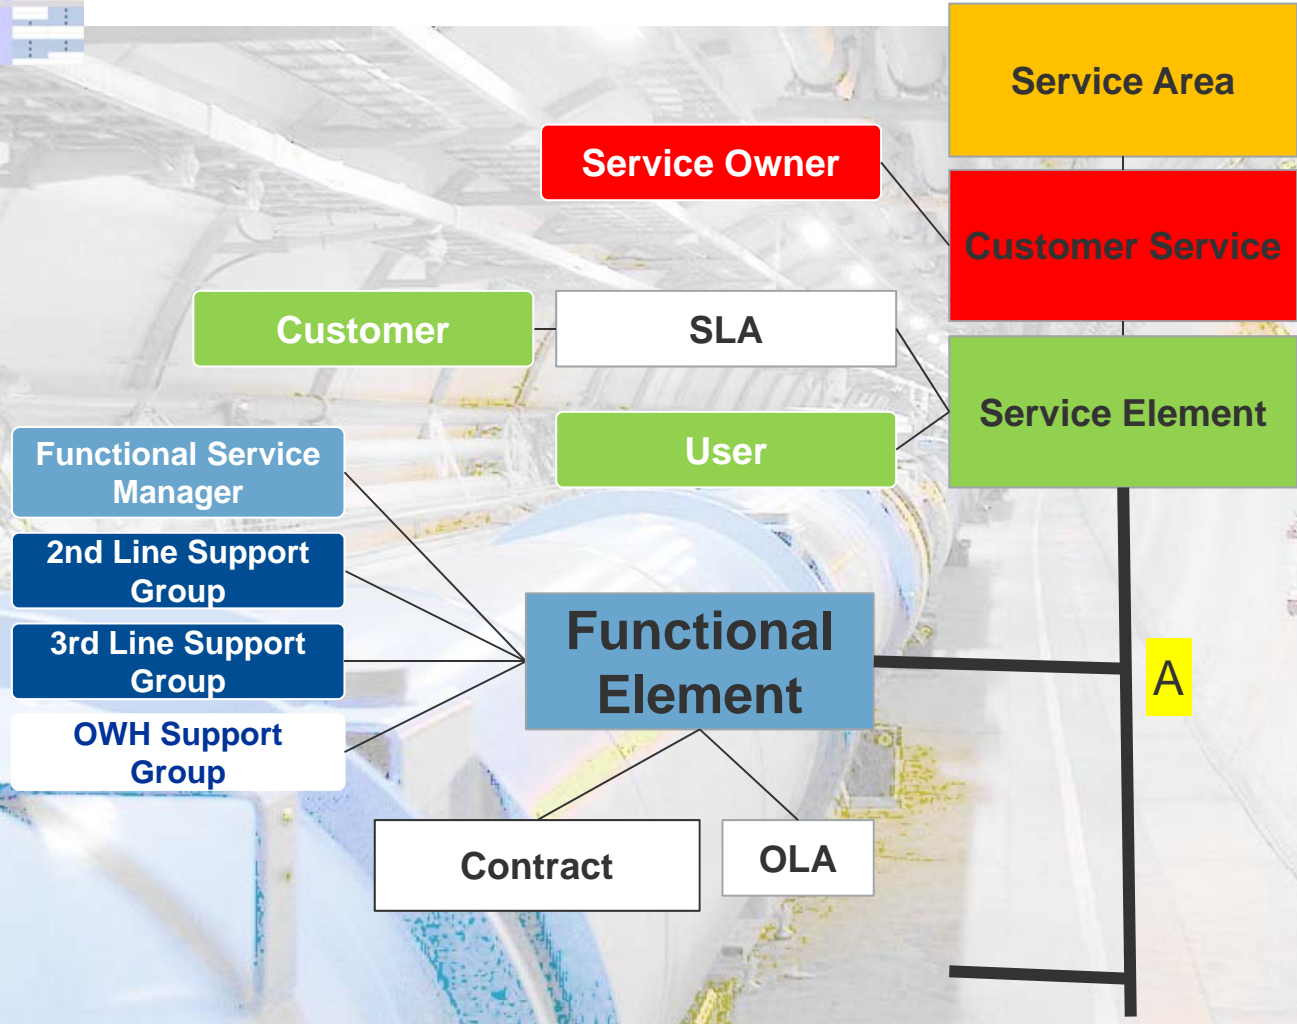 Service Area
Service Owner
Customer Service
Customer
SLA
Service Element
User
Functional Service
Manager
2nd Line Support
Group
3rd Line Support
Group
OWH Support
Group
Functional
Element
A
Contract
OLA